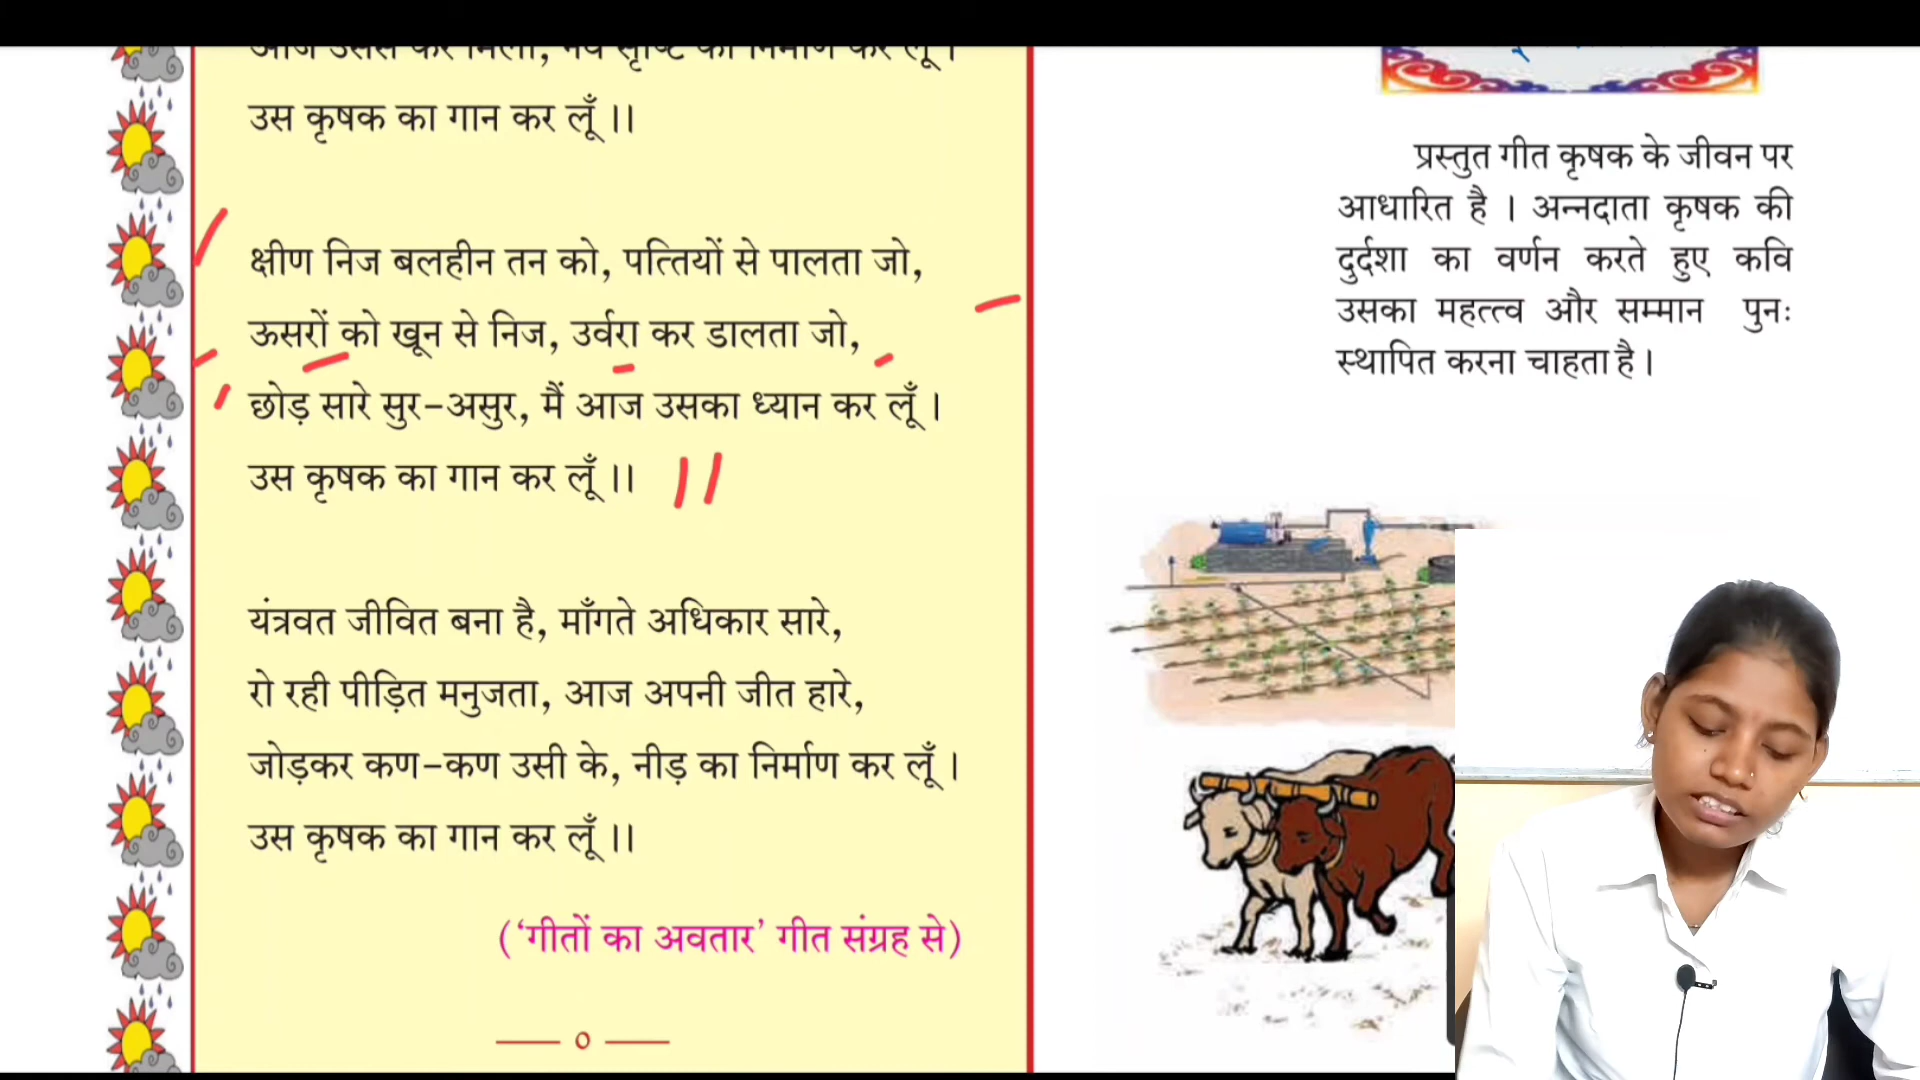 उस कृषक का गान कर लूँ ।।
क्षीण निज बलहीन तन को, पत्तियों से पालता जो,
ऊसरों को खून से निज, उर्वरा कर डालता जो,
छोड़ सारे सुर-असुर, मैं आज उसका ध्यान कर लूँ ।
उस कृषक का गान कर लूँ ।।
यंत्रवत जीवित बना है, माँगते अधिकार सारे,
रो रही पीड़ित मनुजता, आज अपनी जीत हारे,
जोड़कर कण-कण उसी के, नीड़ का निर्माण कर लूँ ।
उस कृषक का गान कर लूँ ।।
(‘गीतों का अवतार’ गीत संग्रह से)
०
प्रस्तुत गीत कृषक के जीवन पर
आधारित है । अन्नदाता कृषक की
दुर्दशा का वर्णन करते हुए कवि
उसका महत्त्व और सम्मान पुनः
स्थापित करना चाहता है ।